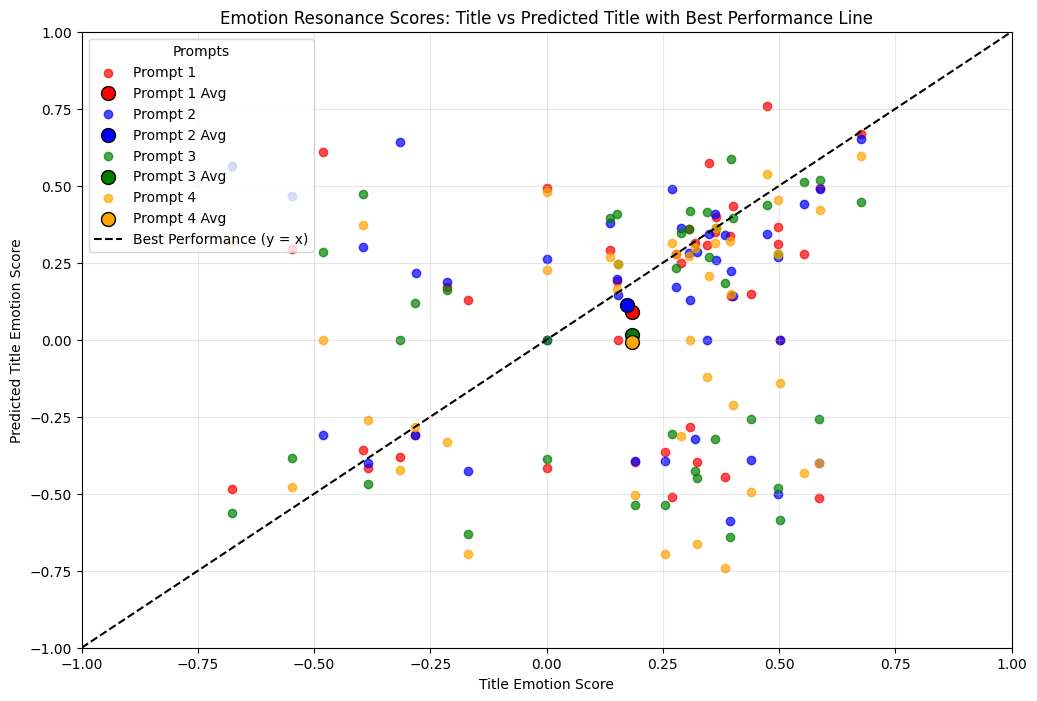 Emotion Resonance Scores: Title vs Predicted Title with Best Performance Line
Prompts
Prompt 1
Prompt 1 Avg
Prompt 2
Prompt 2 Avg
Prompt 3
Prompt 3 Avg
Prompt 4
Prompt 4 Avg
Best Performance (y = x)
Predicted Title Emotion Score
1.00
0.75
0.50
0.25
0.00
−0.25
−0.50
−0.75
−1.00
−1.00
−0.75
−0.50
−0.25
0.00
0.25
0.50
0.75
1.00
Title Emotion Score